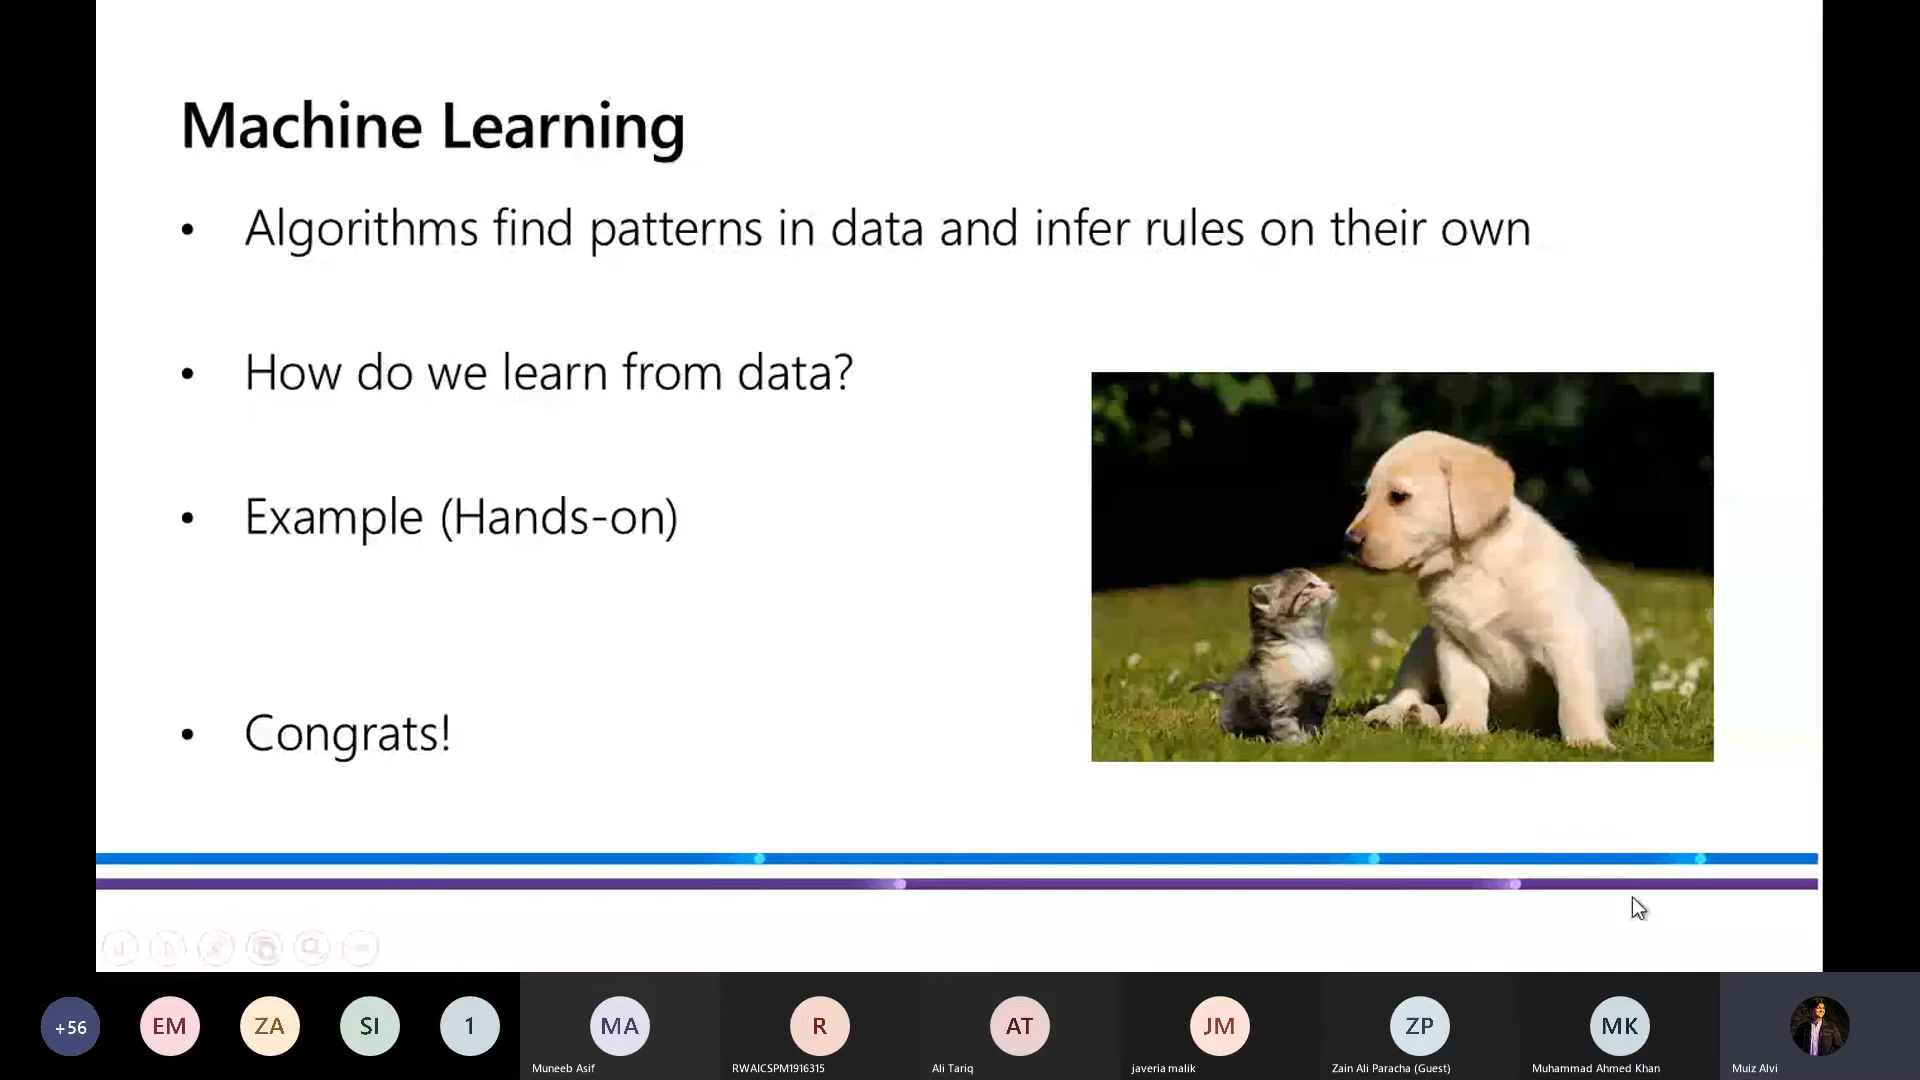 Machine Learning
• Algorithms find patterns in data and infer rules on their own
• How do we learn from data?
• Example (Hands-on)
• Congrats!
+56
EM
ZA
SI
1
MA
R
AT
JM
ZP
MK
Muneeb Asif
RWAICSPM1916315
Ali Tariq
javeria malik
Zain Ali Paracha (Guest)
Muhammad Ahmed Khan
Muiz Alvi